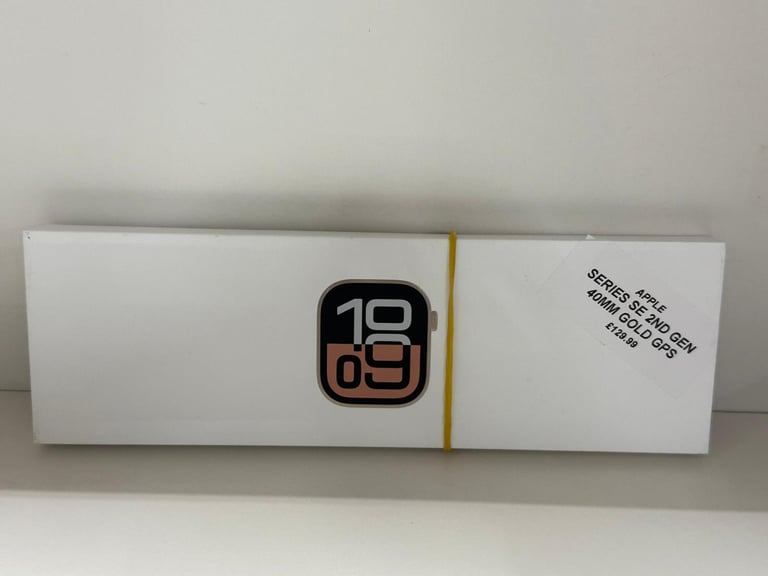 10
09
APPLE
SERIES SE 2ND GEN
40MM GOLD GPS
£129.99